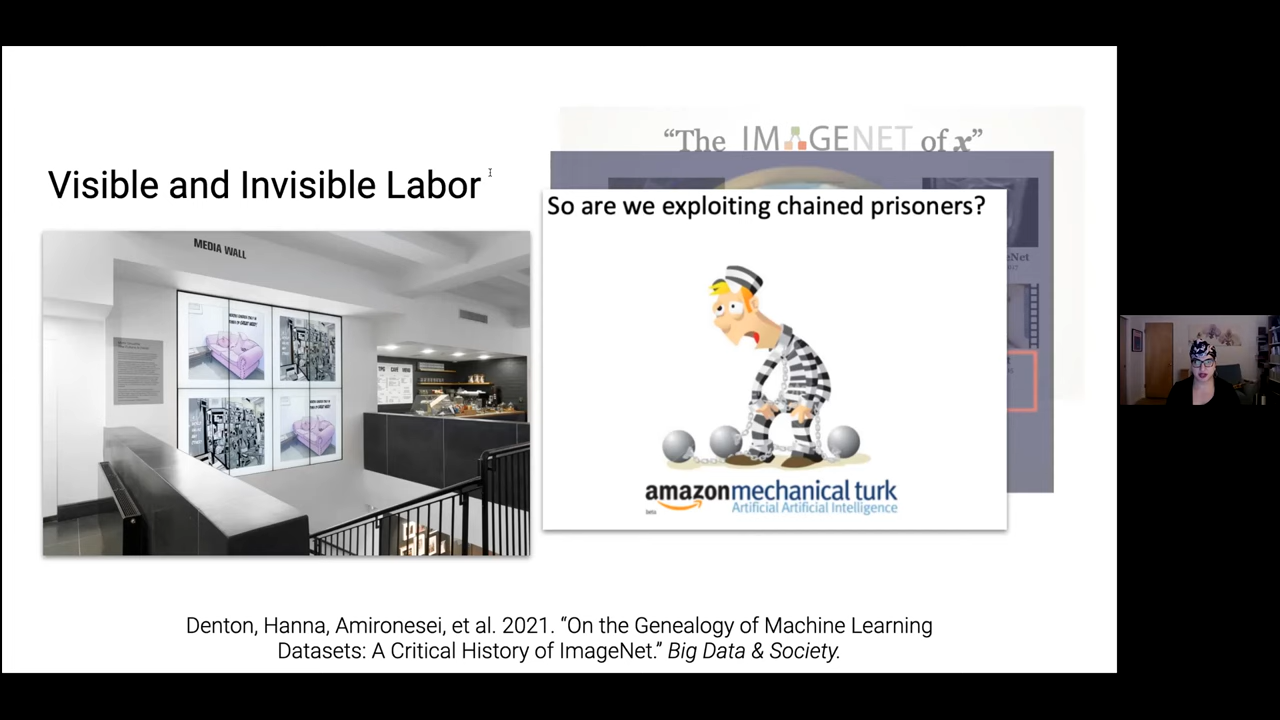 “The IMAGENET of x”
Visible and Invisible Labor
So are we exploiting chained prisoners?
MEDIA WALL
eNet
amazonmechanical turk
beta
Artificial Artificial Intelligence
Denton, Hanna, Amironesei, et al. 2021. “On the Genealogy of Machine Learning
Datasets: A Critical History of ImageNet.” Big Data & Society.